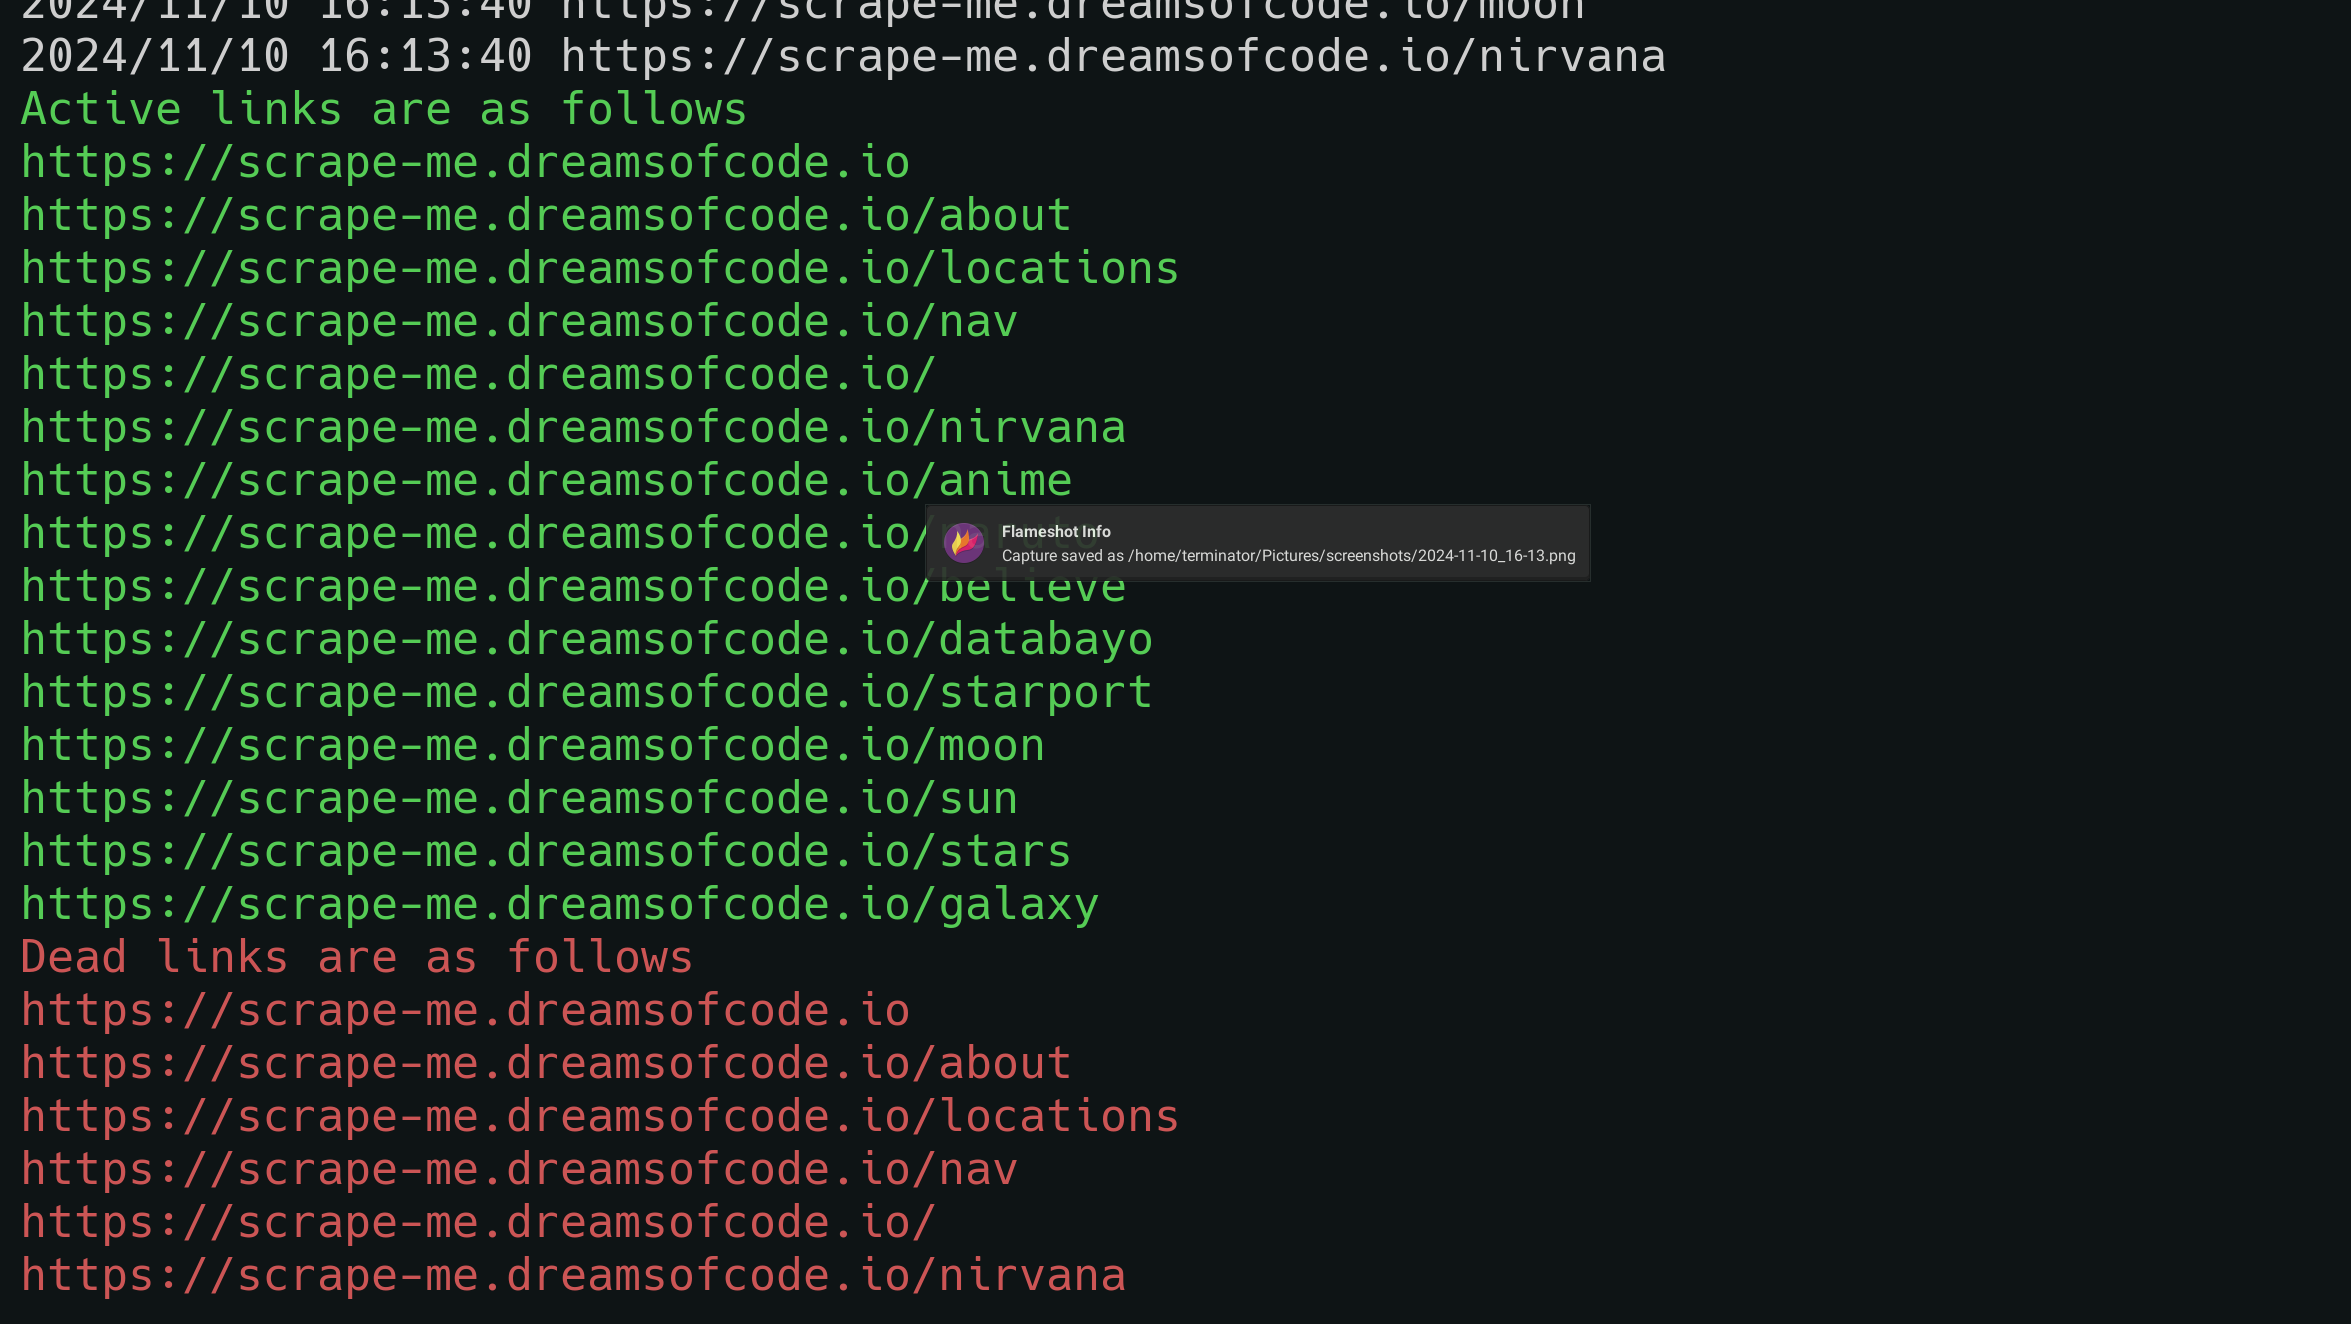 2024/11/10 16:13:40 https://scrape-me.dreamsofcode.io/moon
2024/11/10 16:13:40 https://scrape-me.dreamsofcode.io/nirvana
Active links are as follows
https://scrape-me.dreamsofcode.io
https://scrape-me.dreamsofcode.io/about
https://scrape-me.dreamsofcode.io/locations
https://scrape-me.dreamsofcode.io/nav
https://scrape-me.dreamsofcode.io/
https://scrape-me.dreamsofcode.io/nirvana
https://scrape-me.dreamsofcode.io/anime
https://scrape-me.dreamsofcode.io/naruto
Flameshot Info
Capture saved as /home/terminator/Pictures/screenshots/2024-11-10_16-13.png
https://scrape-me.dreamsofcode.io/believe
https://scrape-me.dreamsofcode.io/databayo
https://scrape-me.dreamsofcode.io/starport
https://scrape-me.dreamsofcode.io/moon
https://scrape-me.dreamsofcode.io/sun
https://scrape-me.dreamsofcode.io/stars
https://scrape-me.dreamsofcode.io/galaxy
Dead links are as follows
https://scrape-me.dreamsofcode.io
https://scrape-me.dreamsofcode.io/about
https://scrape-me.dreamsofcode.io/locations
https://scrape-me.dreamsofcode.io/nav
https://scrape-me.dreamsofcode.io/
https://scrape-me.dreamsofcode.io/nirvana